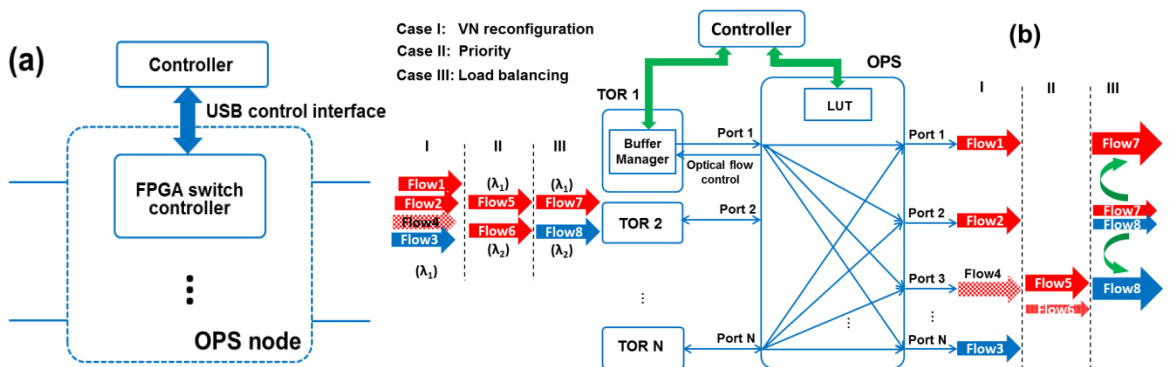 (a)
Controller
USB control interface
FPGA switch
controller
OPS node
Case I: VN reconfiguration
Case II: Priority
Case III: Load balancing
Controller
(b)
OPS
LUT
TOR 1
Buffer
Manager
Port 1
Optical flow
control
TOR 2
Port 2
TOR N
Port N
I
II
III
Flow1
Flow2
Flow4
Flow3
(λ1)
(λ1)
Flow5
Flow6
(λ2)
(λ1)
Flow7
Flow8
(λ2)
Port 1
Port 2
Port 3
Port N
I
II
III
Flow1
Flow2
Flow4
Flow3
Flow5
Flow6
Flow7
Flow7
Flow8
Flow8